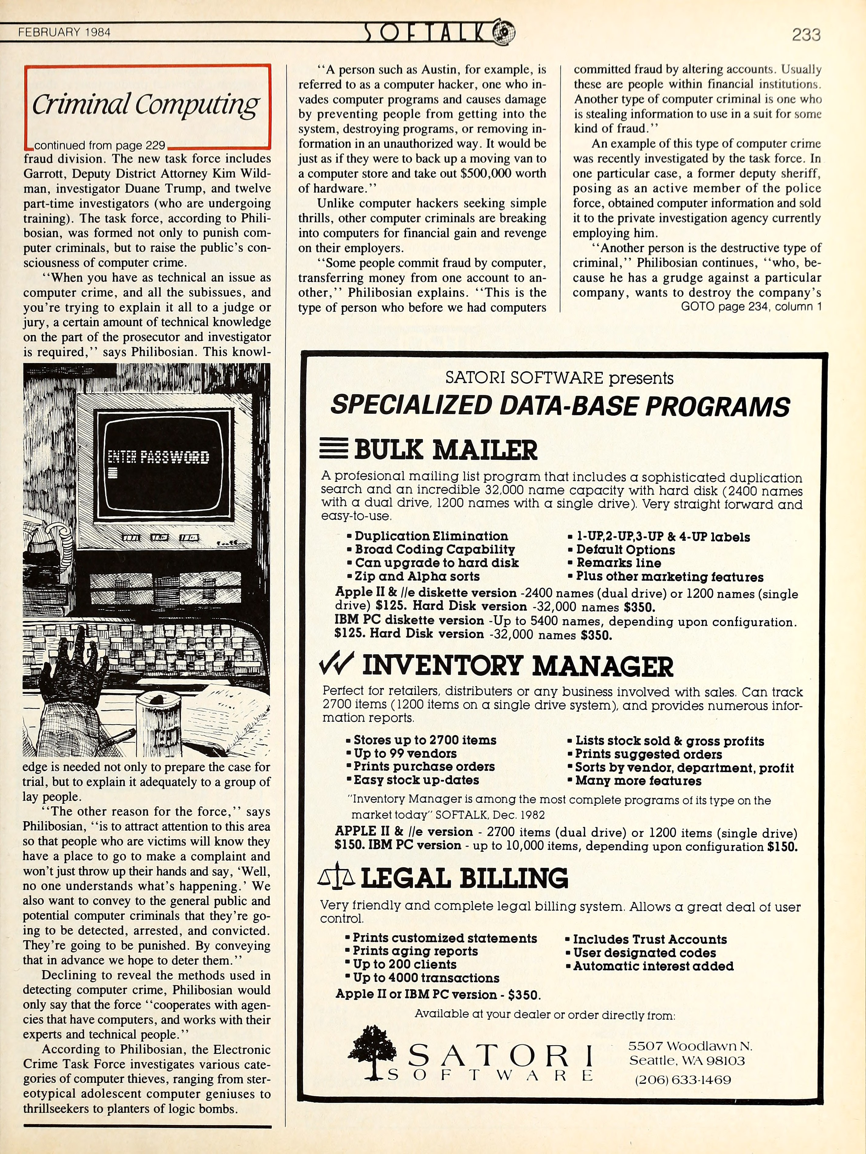 FEBRUARY 1984
SOFTALK
233
Criminal Computing
continued from page 229
fraud division. The new task force includes
Garrott, Deputy District Attorney Kim Wild-
man, investigator Duane Trump, and twelve
part-time investigators (who are undergoing
training). The task force, according to Phili-
bosian, was formed not only to punish com-
puter criminals, but to raise the public's con-
sciousness of computer crime.
‘‘When you have as technical an issue as
computer crime, and all the subissues, and
you're trying to explain it all to a judge or
jury, a certain amount of technical knowledge
on the part of the prosecutor and investigator
is required,’’ says Philibosian. This knowl-
ENTER PASSWORD
edge is needed not only to prepare the case for
trial, but to explain it adequately to a group of
lay people.
‘‘The other reason for the force,’’ says
Philibosian, ‘‘is to attract attention to this area
so that people who are victims will know they
have a place to go to make a complaint and
won't just throw up their hands and say, ‘Well,
no one understands what's happening.’ We
also want to convey to the general public and
potential computer criminals that they're go-
ing to be detected, arrested, and convicted.
They're going to be punished. By conveying
that in advance we hope to deter them.’’
Declining to reveal the methods used in
detecting computer crime, Philibosian would
only say that the force ‘‘cooperates with agen-
cies that have computers, and works with their
experts and technical people.’’
According to Philibosian, the Electronic
Crime Task Force investigates various cate-
gories of computer thieves, ranging from ster-
eotypical adolescent computer geniuses to
thrillseekers to planters of logic bombs.
‘‘A person such as Austin, for example, is
referred to as a computer hacker, one who in-
vades computer programs and causes damage
by preventing people from getting into the
system, destroying programs, or removing in-
formation in an unauthorized way. It would be
just as if they were to back up a moving van to
a computer store and take out $500,000 worth
of hardware.’’
Unlike computer hackers seeking simple
thrills, other computer criminals are breaking
into computers for financial gain and revenge
on their employers.
‘‘Some people commit fraud by computer,
transferring money from one account to an-
other,’’ Philibosian explains. ‘‘This is the
type of person who before we had computers
committed fraud by altering accounts. Usually
these are people within financial institutions.
Another type of computer criminal is one who
is stealing information to use in a suit for some
kind of fraud.’’
An example of this type of computer crime
was recently investigated by the task force. In
one particular case, a former deputy sheriff,
posing as an active member of the police
force, obtained computer information and sold
it to the private investigation agency currently
employing him.
‘‘Another person is the destructive type of
criminal,’’ Philibosian continues, ‘‘who, be-
cause he has a grudge against a particular
company, wants to destroy the company's
GOTO page 234, column 1
SATORI SOFTWARE presents
SPECIALIZED DATA-BASE PROGRAMS
BULK MAILER
A profesional mailing list program that includes a sophisticated duplication
search and an incredible 32,000 name capacity with hard disk (2400 names
with a dual drive, 1200 names with a single drive). Very straight forward and
easy-to-use.
▪ Duplication Elimination
▪ Broad Coding Capability
▪ Can upgrade to hard disk
▪ Zip and Alpha sorts
▪ 1-UP,2-UP,3-UP & 4-UP labels
▪ Default Options
▪ Remarks line
▪ Plus other marketing features
Apple II & //e diskette version -2400 names (dual drive) or 1200 names (single
drive) $125. Hard Disk version -32,000 names $350.
IBM PC diskette version -Up to 5400 names, depending upon configuration.
$125. Hard Disk version -32,000 names $350.
INVENTORY MANAGER
Perfect for retailers, distributers or any business involved with sales. Can track
2700 items (1200 items on a single drive system), and provides numerous infor-
mation reports.
▪ Stores up to 2700 items
▪ Up to 99 vendors
▪ Prints purchase orders
▪ Easy stock up-dates
▪ Lists stock sold & gross profits
▪ Prints suggested orders
▪ Sorts by vendor, department, profit
▪ Many more features
"Inventory Manager is among the most complete programs of its type on the
market today" SOFTALK, Dec. 1982
APPLE II & //e version - 2700 items (dual drive) or 1200 items (single drive)
$150. IBM PC version - up to 10,000 items, depending upon configuration $150.
LEGAL BILLING
Very friendly and complete legal billing system. Allows a great deal of user
control.
▪ Prints customized statements
▪ Prints aging reports
▪ Up to 200 clients
▪ Up to 4000 transactions
▪ Includes Trust Accounts
▪ User designated codes
▪ Automatic interest added
Apple II or IBM PC version - $350.
Available at your dealer or order directly from:
SATORI
SOFTWARE
5507 Woodlawn N.
Seattle, WA 98103
(206) 633-1469